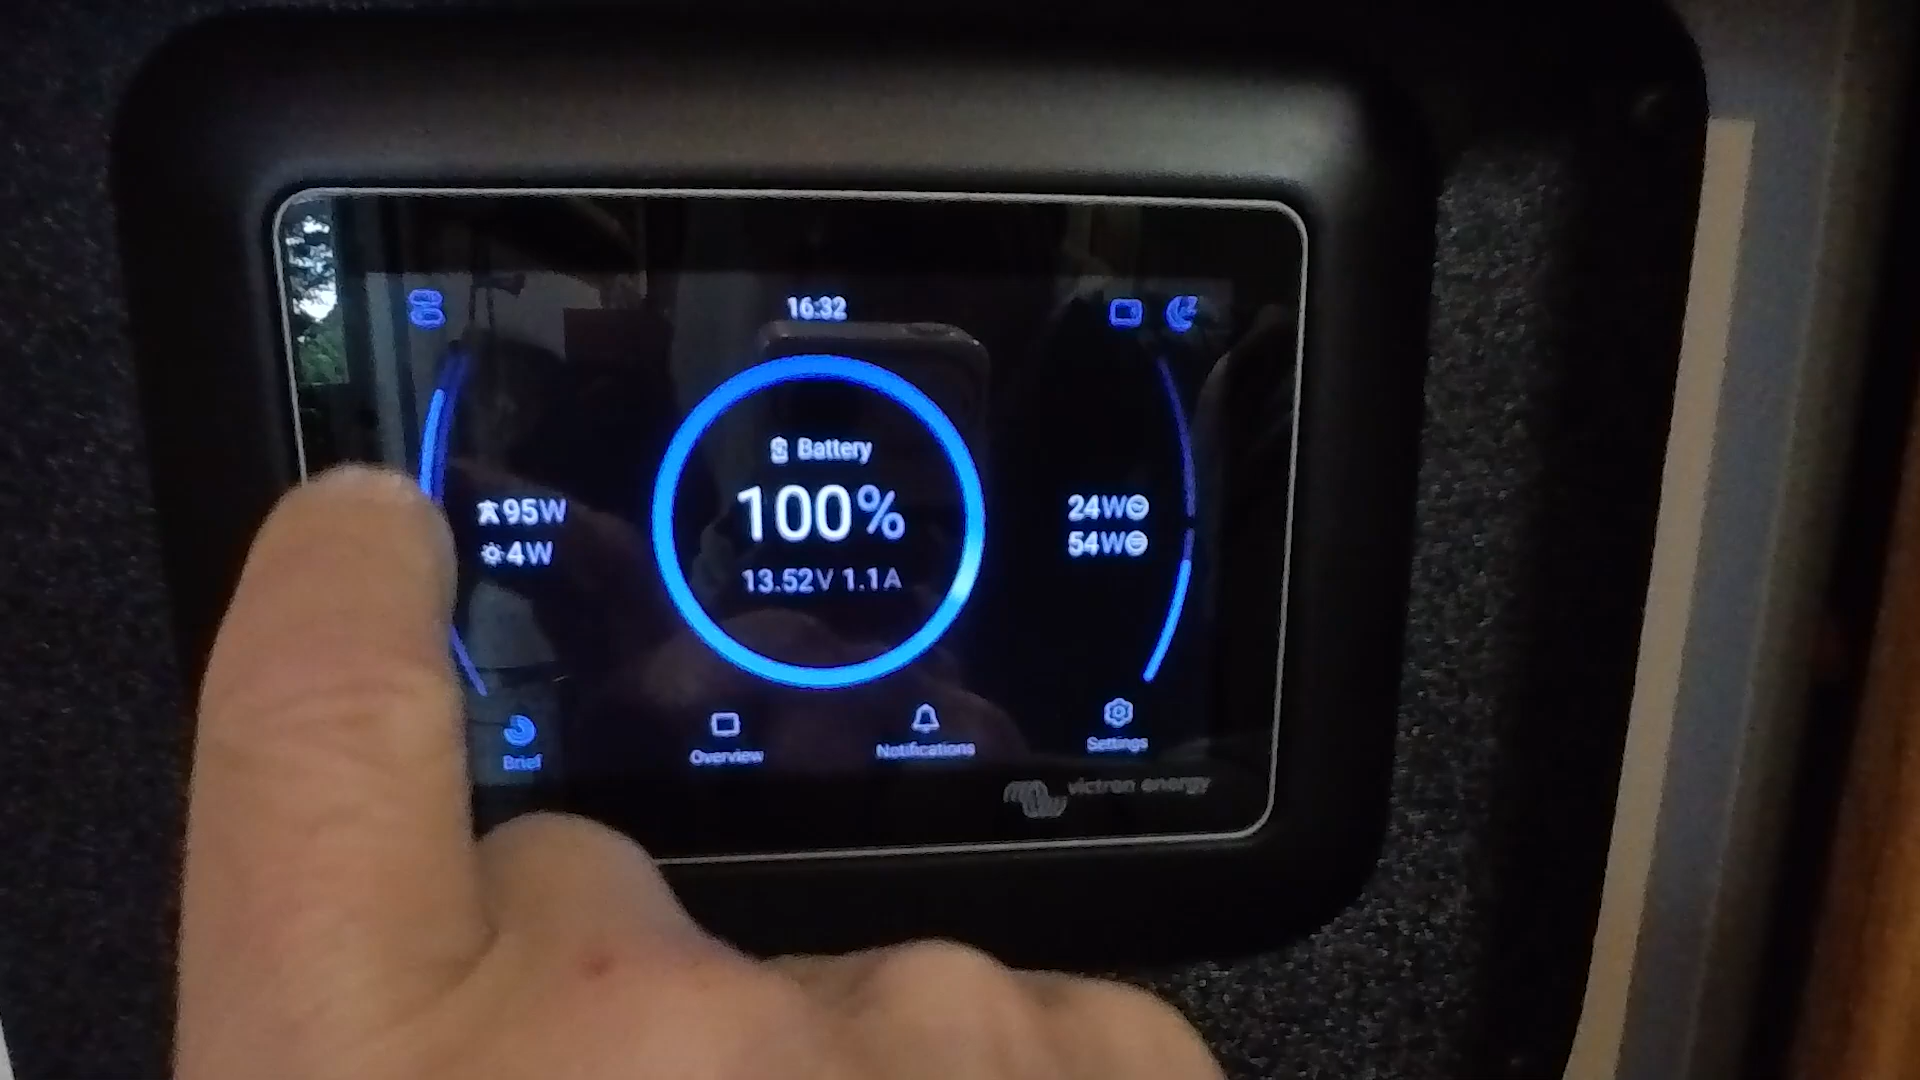 16:32
Battery
95W
100%
24W
4W
54W
13.52V 1.1A
Brief
Overview
Notifications
Settings
victron energy